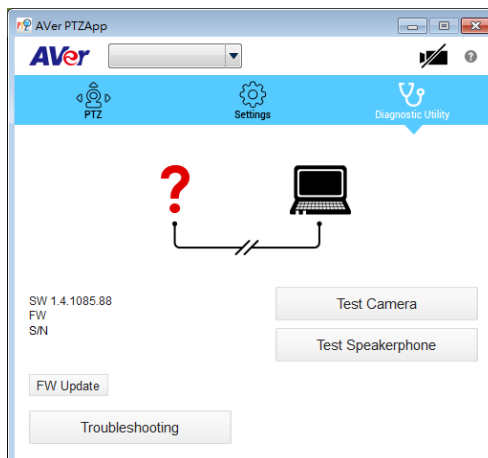 AVer PTZApp
AVer
?
PTZ
Settings
Diagnostic Utility
?
SW 1.4.1085.88
FW
S/N
Test Camera
Test Speakerphone
FW Update
Troubleshooting